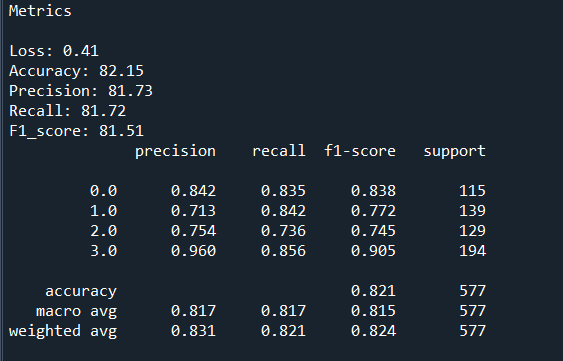 Metrics
Loss: 0.41
Accuracy: 82.15
Precision: 81.73
Recall: 81.72
F1_score: 81.51
precision recall f1-score support
0.0 0.842 0.835 0.838 115
1.0 0.713 0.842 0.772 139
2.0 0.754 0.736 0.745 129
3.0 0.960 0.856 0.905 194
accuracy 0.821 577
macro avg 0.817 0.817 0.815 577
weighted avg 0.831 0.821 0.824 577